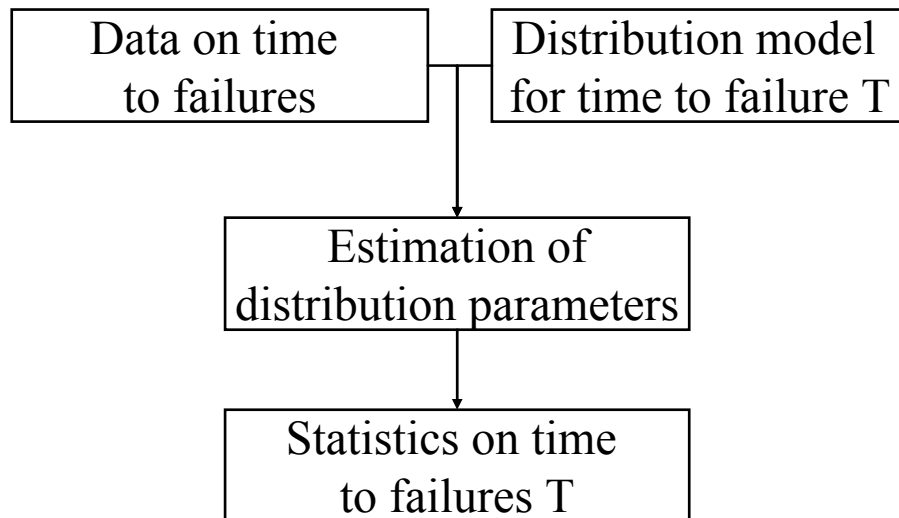 Data on time
to failures
Distribution model
for time to failure T
Estimation of
distribution parameters
Statistics on time
to failures T